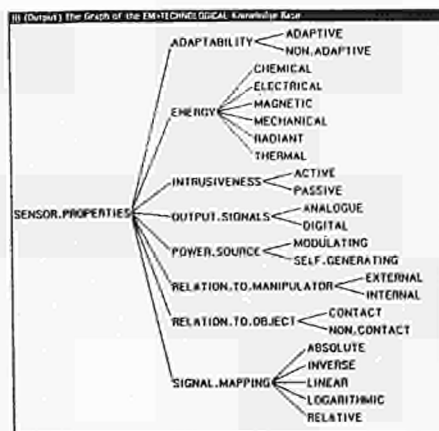 (Output) The Graph of the EM-TECHNOLOGICAL Knowledge Base
ADAPTABILITY
ADAPTIVE
NON.ADAPTIVE
ENERGY
CHEMICAL
ELECTRICAL
MAGNETIC
MECHANICAL
RADIANT
THERMAL
INTRUSIVENESS
ACTIVE
PASSIVE
SENSOR.PROPERTIES
OUTPUT.SIGNALS
ANALOGUE
DIGITAL
POWER.SOURCE
MODULATING
SELF.GENERATING
RELATION.TO.MANIPULATOR
EXTERNAL
INTERNAL
RELATION.TO.OBJECT
CONTACT
NON.CONTACT
SIGNAL.MAPPING
ABSOLUTE
INVERSE
LINEAR
LOGARITHMIC
RELATIVE